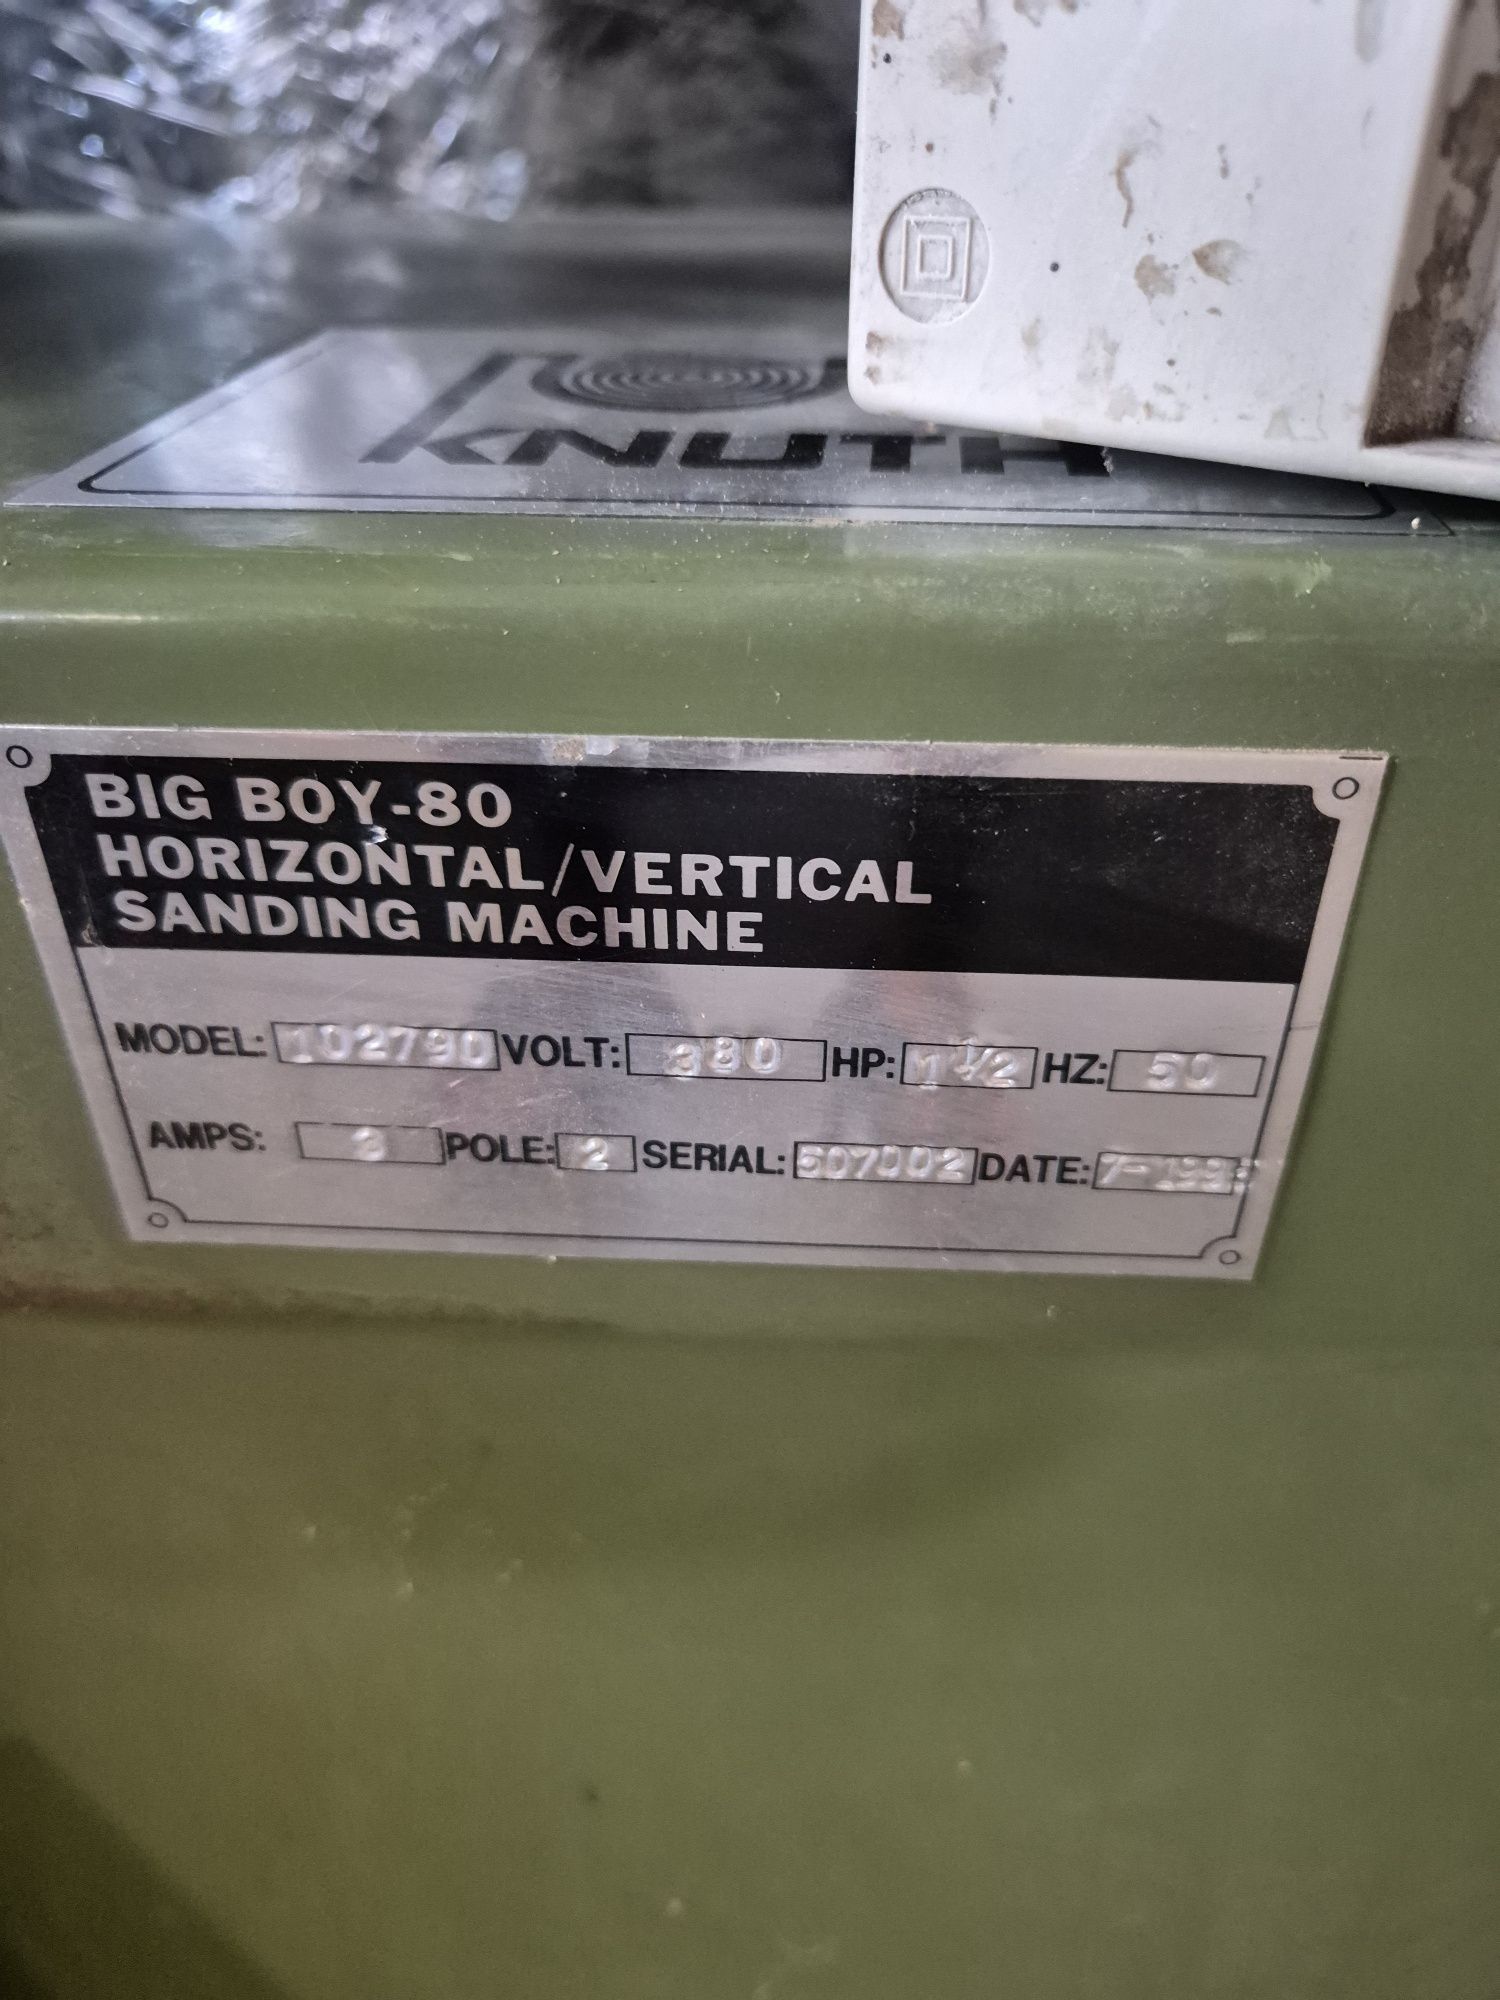 KNUTH
BIG BOY-80
HORIZONTAL/VERTICAL
SANDING MACHINE
MODEL: 102790 VOLT: 380 HP: 1 1/2 HZ: 50
AMPS: 3 POLE: 2 SERIAL: 507002 DATE: